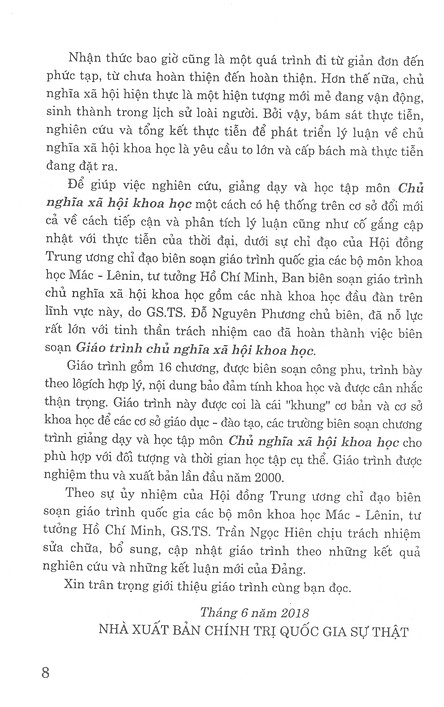 Nhận thức bao giờ cũng là một quá trình đi từ giản đơn đến
phức tạp, từ chưa hoàn thiện đến hoàn thiện. Hơn thế nữa, chủ
nghĩa xã hội hiện thực là một hiện tượng mới mẻ đang vận động,
sinh thành trong lịch sử loài người. Bởi vậy, bám sát thực tiễn,
nghiên cứu và tổng kết thực tiễn để phát triển lý luận về chủ
nghĩa xã hội khoa học là yêu cầu to lớn và cấp bách mà thực tiễn
đang đặt ra.
Để giúp việc nghiên cứu, giảng dạy và học tập môn Chủ
nghĩa xã hội khoa học một cách có hệ thống trên cơ sở đổi mới
cả về cách tiếp cận và phân tích lý luận cũng như cố gắng cập
nhật với thực tiễn của thời đại, dưới sự chỉ đạo của Hội đồng
Trung ương chỉ đạo biên soạn giáo trình quốc gia các bộ môn khoa
học Mác - Lênin, tư tưởng Hồ Chí Minh, Ban biên soạn giáo trình
chủ nghĩa xã hội khoa học gồm các nhà khoa học đầu đàn trên
lĩnh vực này, do GS.TS. Đỗ Nguyên Phương chủ biên, đã nỗ lực
rất lớn với tinh thần trách nhiệm cao đã hoàn thành việc biên
soạn Giáo trình chủ nghĩa xã hội khoa học.
Giáo trình gồm 16 chương, được biên soạn công phu, trình bày
theo lôgích hợp lý, nội dung bảo đảm tính khoa học và được cân nhắc
thận trọng. Giáo trình này được coi là cái "khung" cơ bản và cơ sở
khoa học để các cơ sở giáo dục - đào tạo, các trường biên soạn chương
trình giảng dạy và học tập môn Chủ nghĩa xã hội khoa học cho
phù hợp với đối tượng và thời gian học tập cụ thể. Giáo trình được
nghiệm thu và xuất bản lần đầu năm 2000.
Theo sự ủy nhiệm của Hội đồng Trung ương chỉ đạo biên
soạn giáo trình quốc gia các bộ môn khoa học Mác - Lênin, tư
tưởng Hồ Chí Minh, GS.TS. Trần Ngọc Hiên chịu trách nhiệm
sửa chữa, bổ sung, cập nhật giáo trình theo những kết quả
nghiên cứu và những kết luận mới của Đảng.
Xin trân trọng giới thiệu giáo trình cùng bạn đọc.
Tháng 6 năm 2018
NHÀ XUẤT BẢN CHÍNH TRỊ QUỐC GIA SỰ THẬT
8